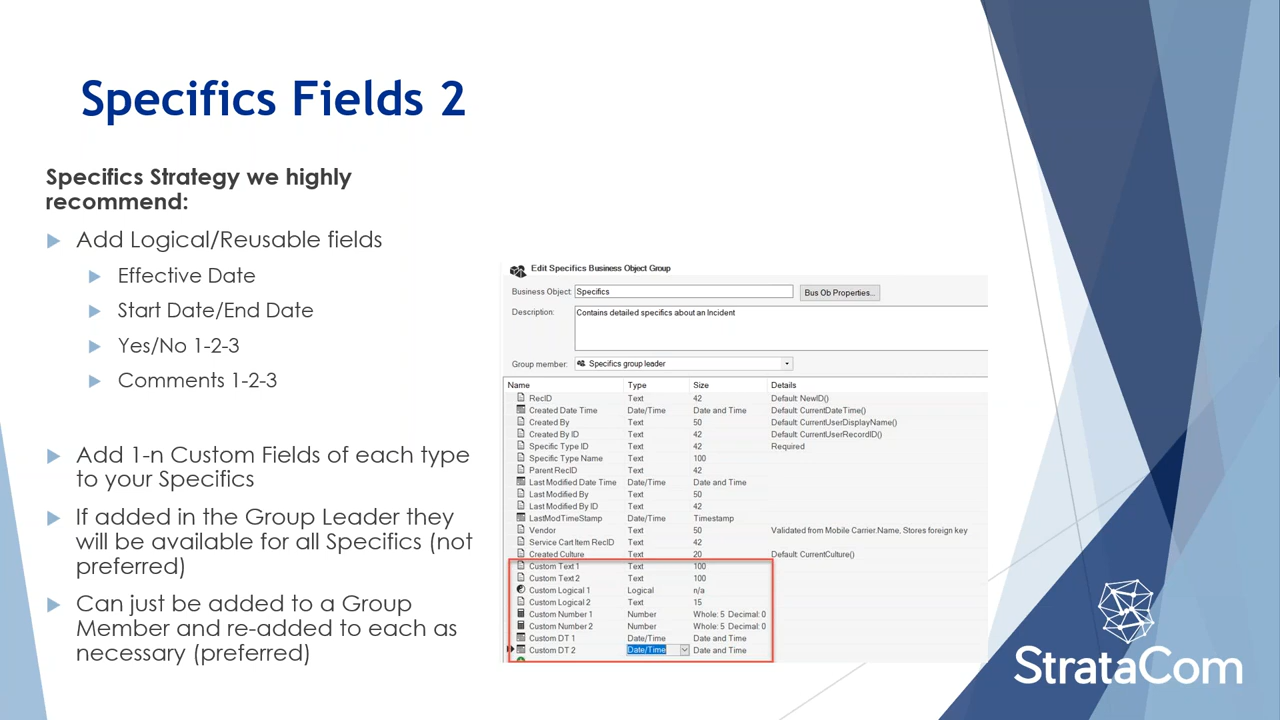 Specifics Fields 2
Specifics Strategy we highly
recommend:
Add Logical/Reusable fields
Effective Date
Start Date/End Date
Yes/No 1-2-3
Comments 1-2-3
Add 1-n Custom Fields of each type
to your Specifics
If added in the Group Leader they
will be available for all Specifics (not
preferred)
Can just be added to a Group
Member and re-added to each as
necessary (preferred)
Edit Specifics Business Object Group
Business Object: Specifics Bus Ob Properties...
Description: Contains detailed specifics about an Incident
Group member: Specifics group leader
Name Type Size Details
RecID Text 42 Default: NewID()
Created Date Time Date/Time Date and Time Default: CurrentDateTime()
Created By Text 50 Default: CurrentUserDisplayName()
Created By ID Text 42 Default: CurrentUserRecordID()
Specific Type ID Text 42 Required
Specific Type Name Text 100
Parent RecID Text 42
Last Modified Date Time Date/Time Date and Time
Last Modified By Text 50
Last Modified By ID Text 42
LastModTimeStamp Date/Time Timestamp
Vendor Text 50 Validated from Mobile Carrier.Name, Stores foreign key
Service Cart Item RecID Text 42
Created Culture Text 20 Default: CurrentCulture()
Custom Text 1 Text 100
Custom Text 2 Text 100
Custom Logical 1 Logical n/a
Custom Logical 2 Text 15
Custom Number 1 Number Whole: 5 Decimal: 0
Custom Number 2 Number Whole: 5 Decimal: 0
Custom DT 1 Date/Time Date and Time
Custom DT 2 Date/Time Date and Time
StrataCom